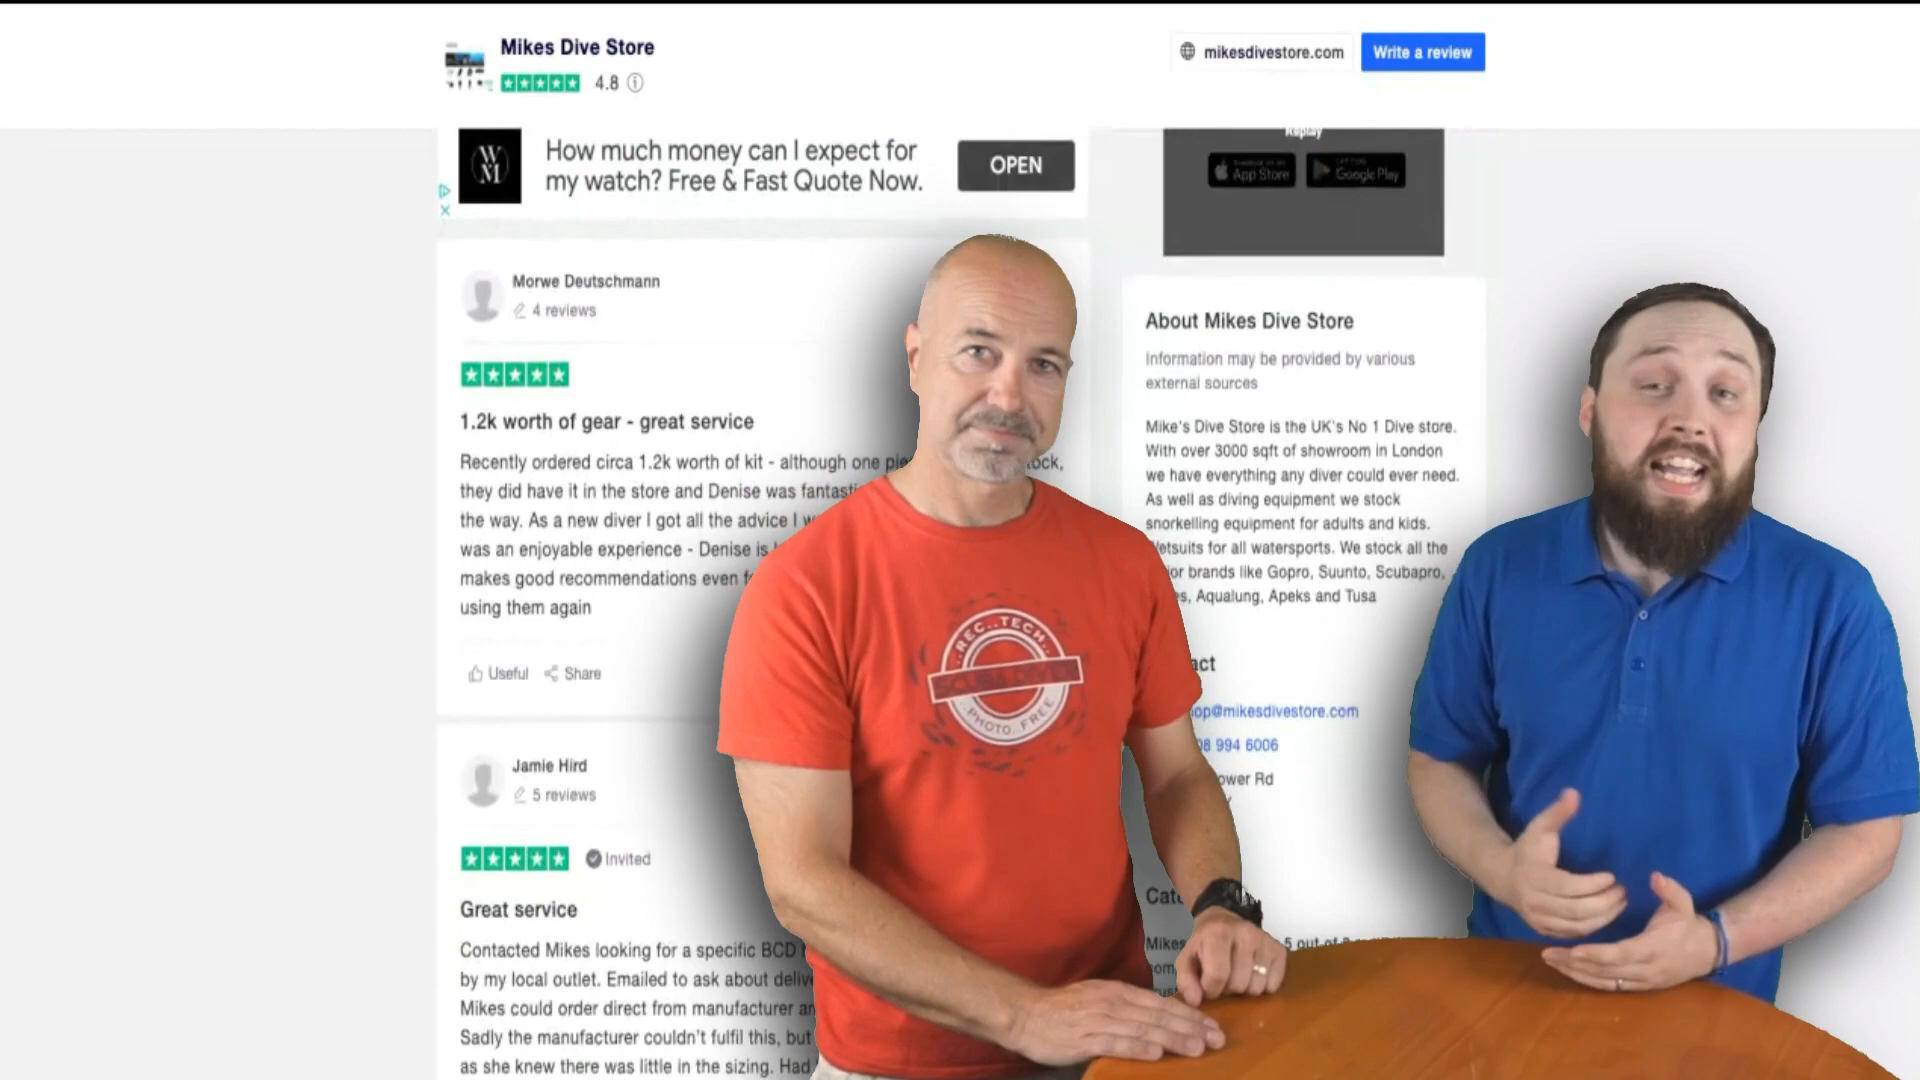 Mikes Dive Store
4.8
mikesdivestore.com
Write a review
WM
How much money can I expect for
my watch? Free & Fast Quote Now.
OPEN
Replay
App Store
Google Play
Morwe Deutschmann
4 reviews
1.2k worth of gear - great service
Recently ordered circa 1.2k worth of kit - although one
they did have it in the store and Denise was
the way. As a new diver I got all the advice I
was an enjoyable experience - Denise is
makes good recommendations even
using them again
Useful
Share
Jamie Hird
5 reviews
Invited
Great service
Contacted Mikes looking for a specific BCD
by my local outlet. Emailed to ask about
Mikes could order direct from manufacturer
Sadly the manufacturer couldn't fulfil this, but
as she knew there was little in the sizing. Had
About Mikes Dive Store
Information may be provided by various
external sources
Mike's Dive Store is the UK's No 1 Dive store.
With over 3000 sqft of showroom in London
we have everything any diver could ever need.
As well as diving equipment we stock
snorkelling equipment for adults and kids.
Wetsuits for all watersports. We stock all the
brands like Gopro, Suunto, Scubapro,
Aqualung, Apeks and Tusa
op@mikesdivestore.com
994 6006
ower Rd
Mikes
5 out of
..REC..TECH..
SCUBA DIVER
..PHOTO..FREE..